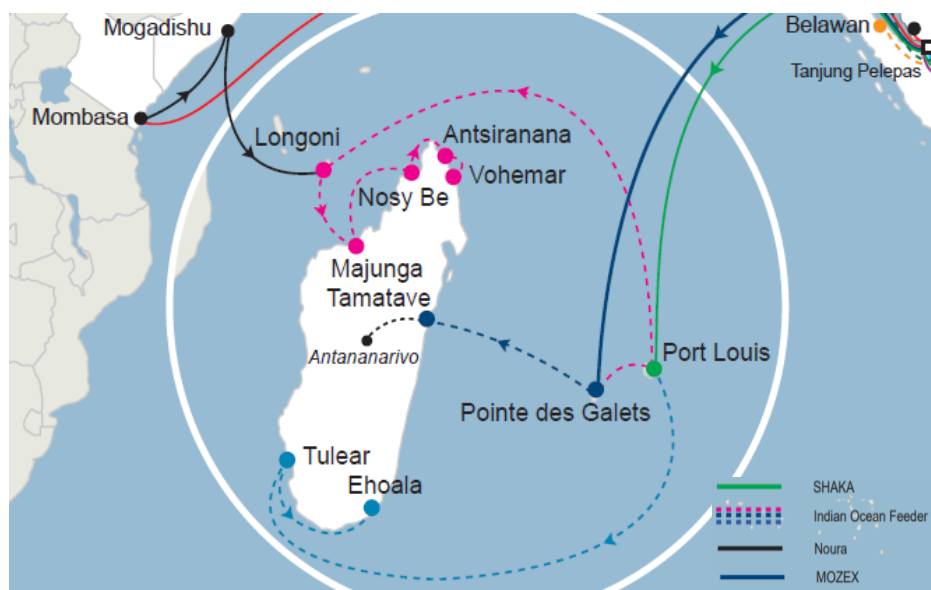 Mogadishu
Belawan
Tanjung Pelepas
Mombasa
Longoni
Antsiranana
Vohemar
Nosy Be
Majunga
Tamatave
Antananarivo
Port Louis
Pointe des Galets
Tulear
Ehoala
SHAKA
Indian Ocean Feeder
Noura
MOZEX